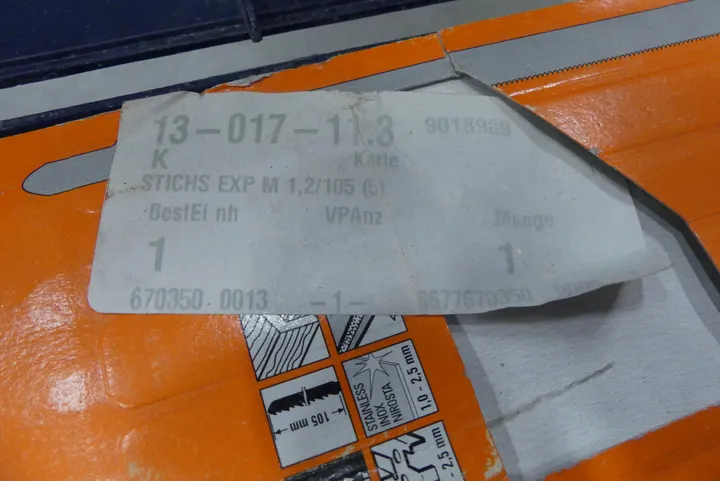 13-017-11.3 9018989
K Karte
STICHS EXP M 1,2/105 (5)
BestEi nh VPAnz Menge
1 1
670350 0013 -1- 6677670350
105 mm
STAINLESS
INOX
NIROSTA
1,0 - 2,5 mm
- 2,5 mm